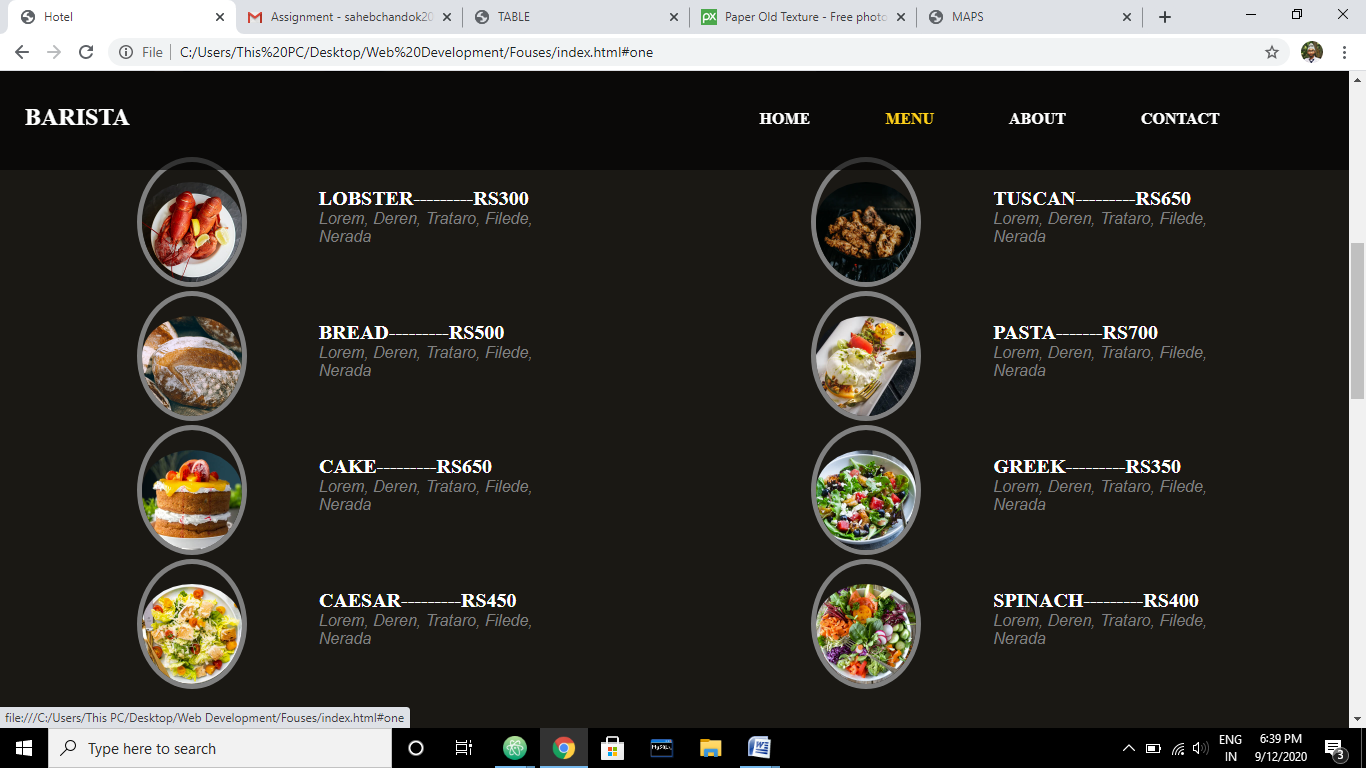 Hotel
Assignment - sahebchandok20
TABLE
Paper Old Texture - Free photo
MAPS
File
C:/Users/This%20PC/Desktop/Web%20Development/Fouses/index.html#one
BARISTA
HOME
MENU
ABOUT
CONTACT
LOBSTER---------RS300
Lorem, Deren, Trataro, Filede,
Nerada
TUSCAN---------RS650
Lorem, Deren, Trataro, Filede,
Nerada
BREAD---------RS500
Lorem, Deren, Trataro, Filede,
Nerada
PASTA-------RS700
Lorem, Deren, Trataro, Filede,
Nerada
CAKE---------RS650
Lorem, Deren, Trataro, Filede,
Nerada
GREEK---------RS350
Lorem, Deren, Trataro, Filede,
Nerada
CAESAR---------RS450
Lorem, Deren, Trataro, Filede,
Nerada
SPINACH---------RS400
Lorem, Deren, Trataro, Filede,
Nerada
file:///C:/Users/This PC/Desktop/Web Development/Fouses/index.html#one
Type here to search
MySQL
ENG
IN
6:39 PM
9/12/2020
3